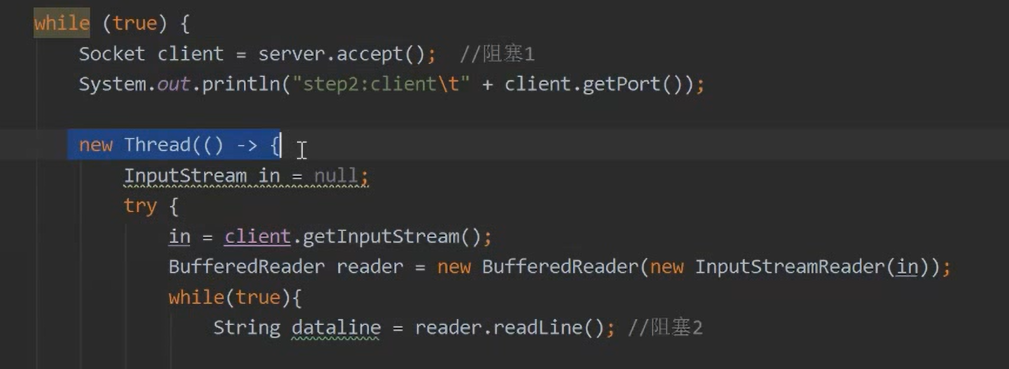 while (true) {
Socket client = server.accept();  //阻塞1
System.out.println("step2:client\t" + client.getPort());
new Thread(() -> {
InputStream in = null;
try {
in = client.getInputStream();
BufferedReader reader = new BufferedReader(new InputStreamReader(in));
while(true){
String dataline = reader.readLine(); //阻塞2